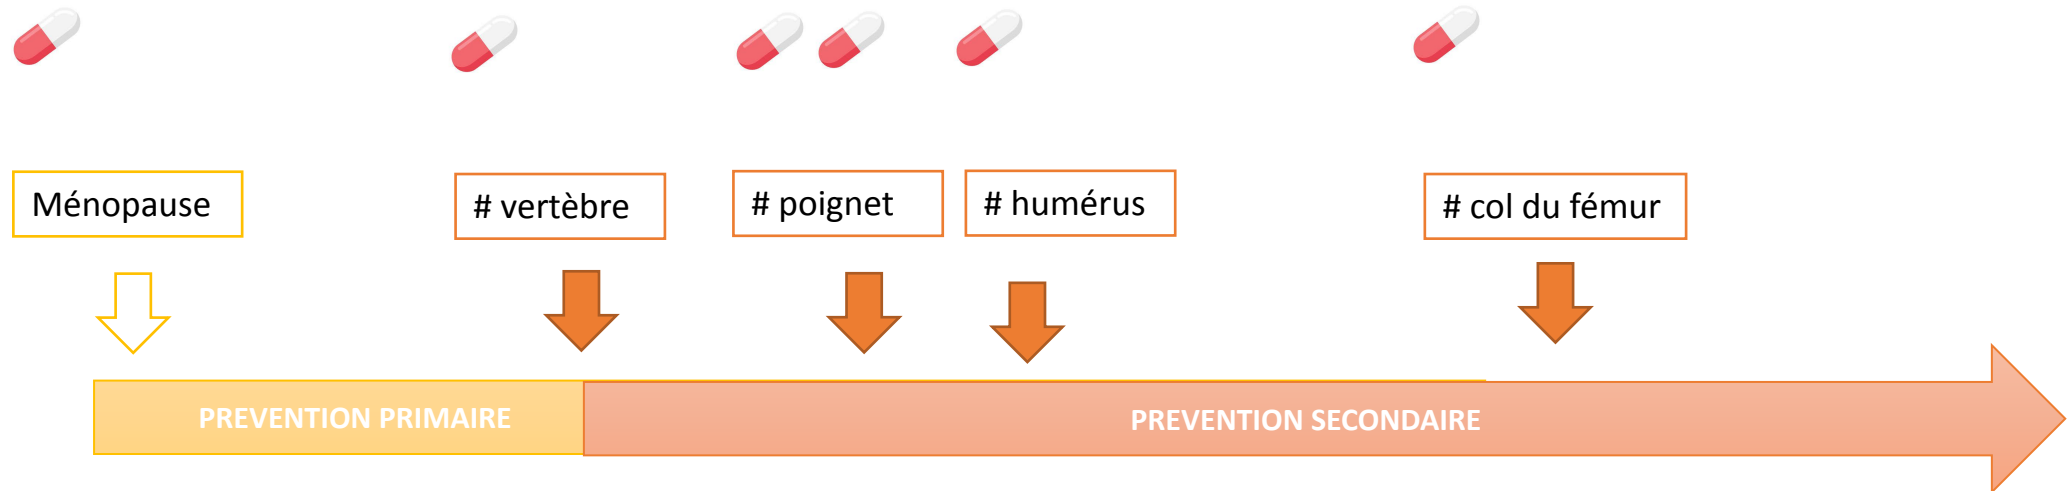 Ménopause
# vertèbre
# poignet
# humérus
# col du fémur
PREVENTION PRIMAIRE
PREVENTION SECONDAIRE